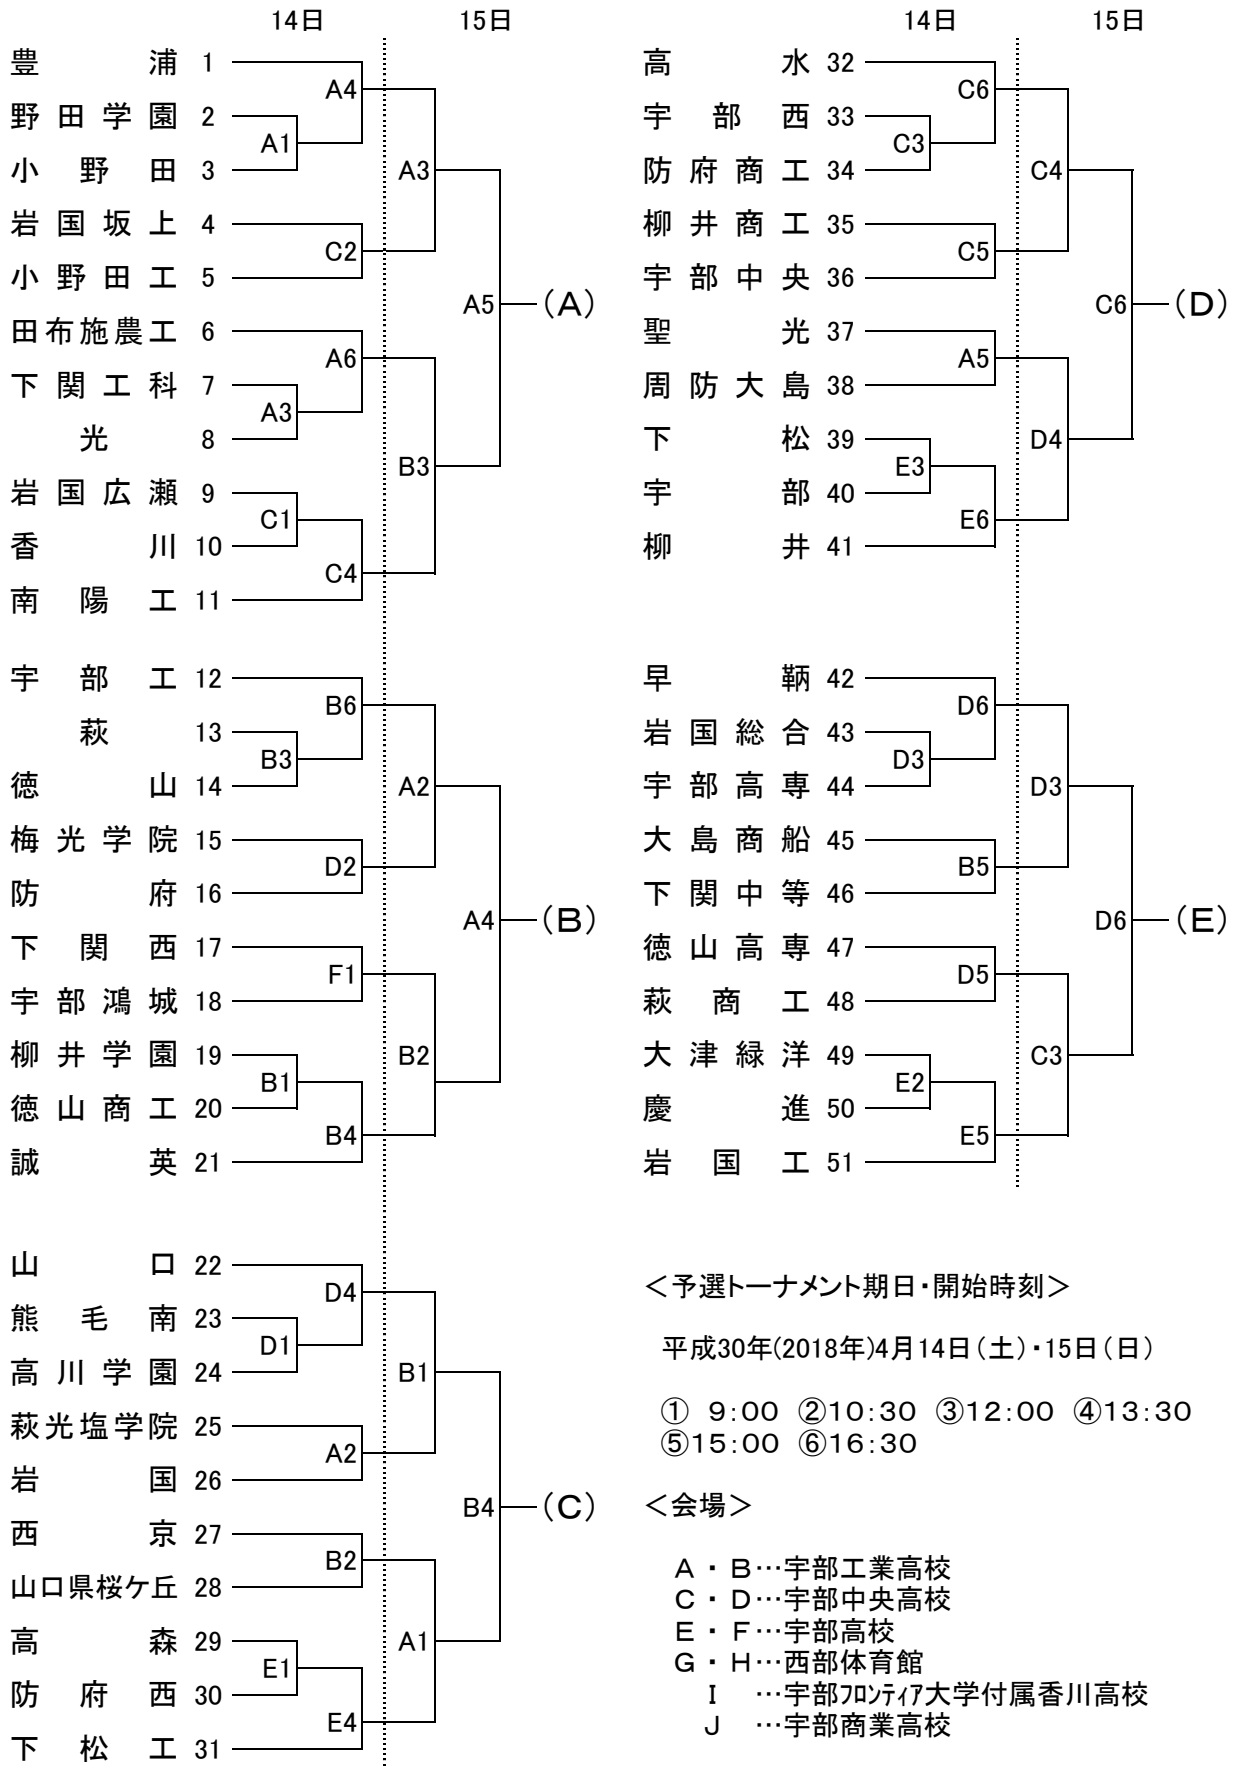 14日 15日
豊浦 1
A4
野田学園 2
A1
小野田 3
A3
岩国坂上 4
C2
小野田工 5
A5 (A)
田布施農工 6
A6
下関工科 7
A3
光 8
B3
岩国広瀬 9
C1
香川 10
C4
南陽工 11
宇部工 12
B6
萩 13
B3
徳山 14
A2
梅光学院 15
D2
防府 16
A4 (B)
下関西 17
F1
宇部鴻城 18
柳井学園 19
B2
B1
徳山商工 20
B4
誠英 21
山口 22
D4
熊毛南 23
D1
高川学園 24
B1
萩光塩学院 25
A2
岩国 26
B4 (C)
西京 27
B2
山口県桜ケ丘 28
高森 29
A1
E1
防府西 30
E4
下松工 31
14日 15日
高水 32
C6
宇部西 33
C3
防府商工 34
C4
柳井商工 35
C5
宇部中央 36
C6 (D)
聖光 37
A5
周防大島 38
下松 39
D4
E3
宇部 40
E6
柳井 41
早鞆 42
D6
岩国総合 43
D3
宇部高専 44
D3
大島商船 45
B5
下関中等 46
D6 (E)
徳山高専 47
D5
萩商工 48
大津緑洋 49
C3
E2
慶進 50
E5
岩国工 51
＜予選トーナメント期日・開始時刻＞
平成30年(2018年)4月14日(土)・15日(日)
① 9:00 ②10:30 ③12:00 ④13:30
⑤15:00 ⑥16:30
＜会場＞
A・B…宇部工業高校
C・D…宇部中央高校
E・F…宇部高校
G・H…西部体育館
I …宇部フロンティア大学付属香川高校
J …宇部商業高校